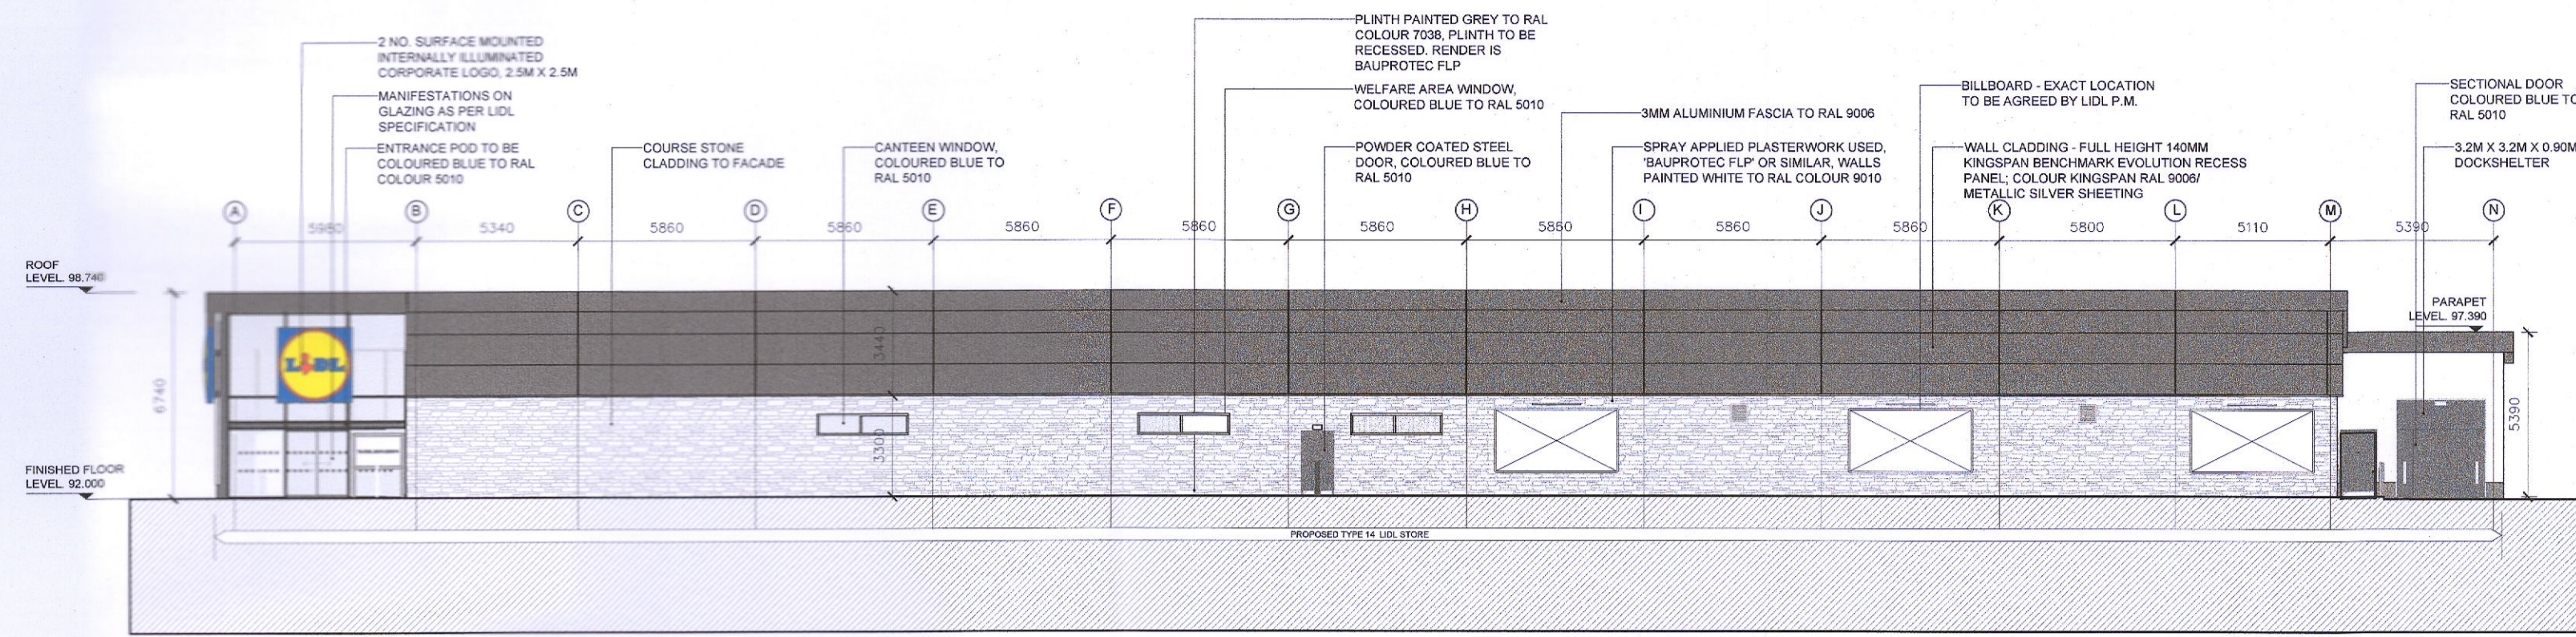 2 NO. SURFACE MOUNTED
INTERNALLY ILLUMINATED
CORPORATE LOGO, 2.5M X 2.5M
MANIFESTATIONS ON
GLAZING AS PER LIDL
SPECIFICATION
ENTRANCE POD TO BE
COLOURED BLUE TO RAL
COLOUR 5010
COURSE STONE
CLADDING TO FACADE
CANTEEN WINDOW,
COLOURED BLUE TO
RAL 5010
PLINTH PAINTED GREY TO RAL
COLOUR 7038, PLINTH TO BE
RECESSED. RENDER IS
BAUPROTEC FLP
WELFARE AREA WINDOW,
COLOURED BLUE TO RAL 5010
POWDER COATED STEEL
DOOR, COLOURED BLUE TO
RAL 5010
3MM ALUMINIUM FASCIA TO RAL 9006
SPRAY APPLIED PLASTERWORK USED,
'BAUPROTEC FLP' OR SIMILAR, WALLS
PAINTED WHITE TO RAL COLOUR 9010
BILLBOARD - EXACT LOCATION
TO BE AGREED BY LIDL P.M.
WALL CLADDING - FULL HEIGHT 140MM
KINGSPAN BENCHMARK EVOLUTION RECESS
PANEL; COLOUR KINGSPAN RAL 9006/
METALLIC SILVER SHEETING
SECTIONAL DOOR
COLOURED BLUE TO
RAL 5010
3.2M X 3.2M X 0.90M
DOCKSHELTER
A B C D E F G H I J K L M N
5980 5340 5860 5860 5860 5860 5860 5860 5860 5860 5800 5110 5390
ROOF
LEVEL. 98.740
PARAPET
LEVEL. 97.390
LIDL
6740
3440
3300
5390
FINISHED FLOOR
LEVEL. 92.000
PROPOSED TYPE 14 LIDL STORE